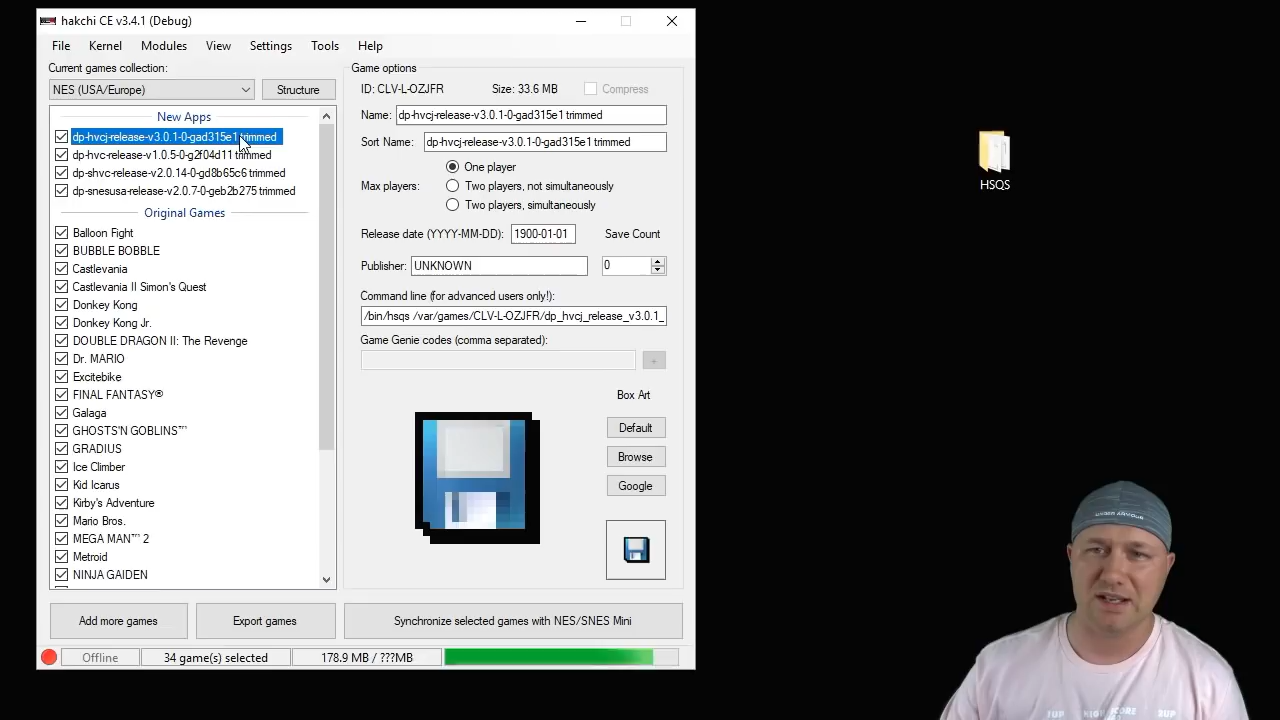 hakchi CE v3.4.1 (Debug)
File Kernel Modules View Settings Tools Help
Current games collection:
NES (USA/Europe)
Structure
New Apps
dp-hvcj-release-v3.0.1-0-gad315e1 trimmed
dp-hvc-release-v1.0.5-0-g2f04d11 trimmed
dp-shvc-release-v2.0.14-0-gd8b65c6 trimmed
dp-snesusa-release-v2.0.7-0-geb2b275 trimmed
Original Games
Balloon Fight
BUBBLE BOBBLE
Castlevania
Castlevania II Simon's Quest
Donkey Kong
Donkey Kong Jr.
DOUBLE DRAGON II: The Revenge
Dr. MARIO
Excitebike
FINAL FANTASY®
Galaga
GHOSTS'N GOBLINS™
GRADIUS
Ice Climber
Kid Icarus
Kirby's Adventure
Mario Bros.
MEGA MAN™ 2
Metroid
NINJA GAIDEN
Add more games
Export games
Game options
ID: CLV-L-OZJFR Size: 33.6 MB Compress
Name: dp-hvcj-release-v3.0.1-0-gad315e1 trimmed
Sort Name: dp-hvcj-release-v3.0.1-0-gad315e1 trimmed
Max players:
One player
Two players, not simultaneously
Two players, simultaneously
Release date (YYYY-MM-DD): 1900-01-01
Save Count
Publisher: UNKNOWN
0
Command line (for advanced users only!):
/bin/hsqs /var/games/CLV-L-OZJFR/dp_hvcj_release_v3.0.1_
Game Genie codes (comma separated):
+
Box Art
Default
Browse
Google
Synchronize selected games with NES/SNES Mini
Offline
34 game(s) selected
178.9 MB / ???MB
HSQS
UNDER ARMOUR
1UP HIGH SCORE 2UP